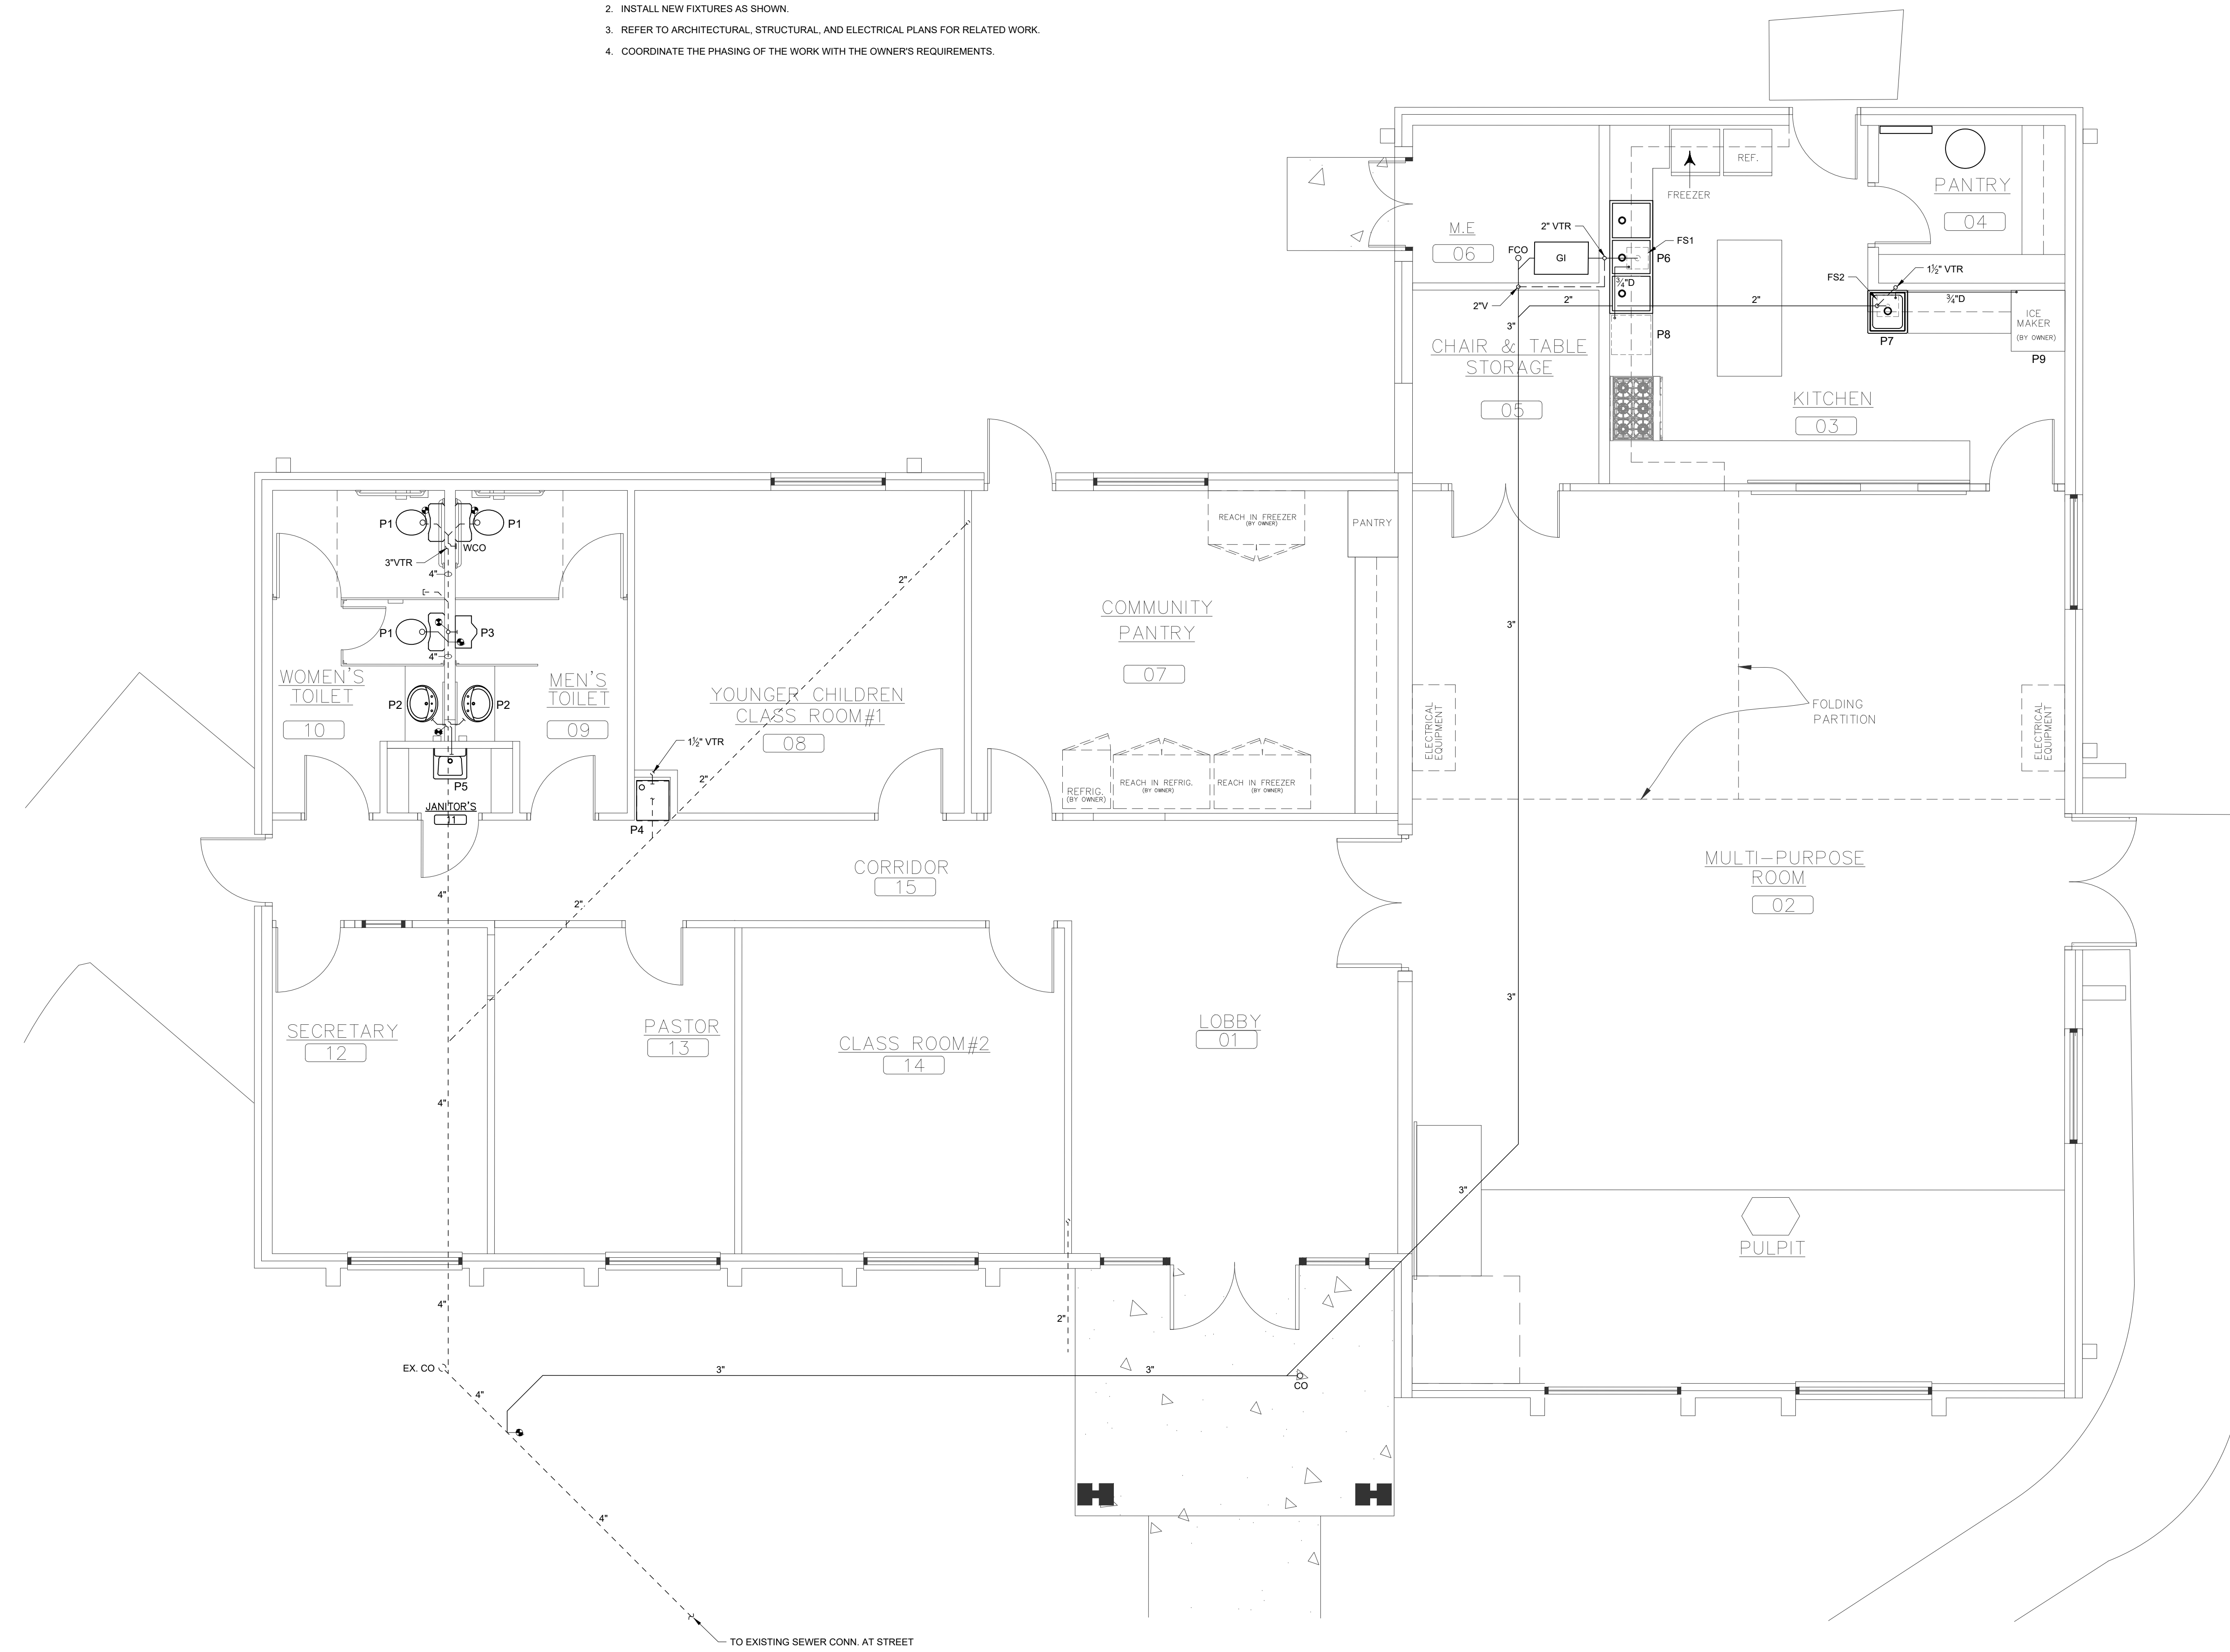 2. INSTALL NEW FIXTURES AS SHOWN.
3. REFER TO ARCHITECTURAL, STRUCTURAL, AND ELECTRICAL PLANS FOR RELATED WORK.
4. COORDINATE THE PHASING OF THE WORK WITH THE OWNER'S REQUIREMENTS.
REF.
FREEZER
PANTRY
04
M.E
06
2" VTR
FS1
FCO
GI
P6
¾"D
2"V
2"
2"
FS2
1½" VTR
¾"D
ICE
MAKER
(BY OWNER)
P7
P8
P9
3"
CHAIR & TABLE
STORAGE
05
KITCHEN
03
P1
P1
WCO
3"VTR
4"
P1
P3
4"
WOMEN'S
TOILET
10
MEN'S
TOILET
09
P2
P2
P5
JANITOR'S
11
YOUNGER CHILDREN
CLASS ROOM#1
08
2"
2"
1½" VTR
P4
REACH IN FREEZER
(BY OWNER)
PANTRY
COMMUNITY
PANTRY
07
REFRIG.
(BY OWNER)
REACH IN REFRIG.
(BY OWNER)
REACH IN FREEZER
(BY OWNER)
3"
ELECTRICAL
EQUIPMENT
FOLDING
PARTITION
ELECTRICAL
EQUIPMENT
MULTI-PURPOSE
ROOM
02
CORRIDOR
15
4"
2"
SECRETARY
12
PASTOR
13
CLASS ROOM#2
14
LOBBY
01
3"
4"
3"
PULPIT
4"
2"
EX. CO
4"
3"
3"
CO
4"
TO EXISTING SEWER CONN. AT STREET